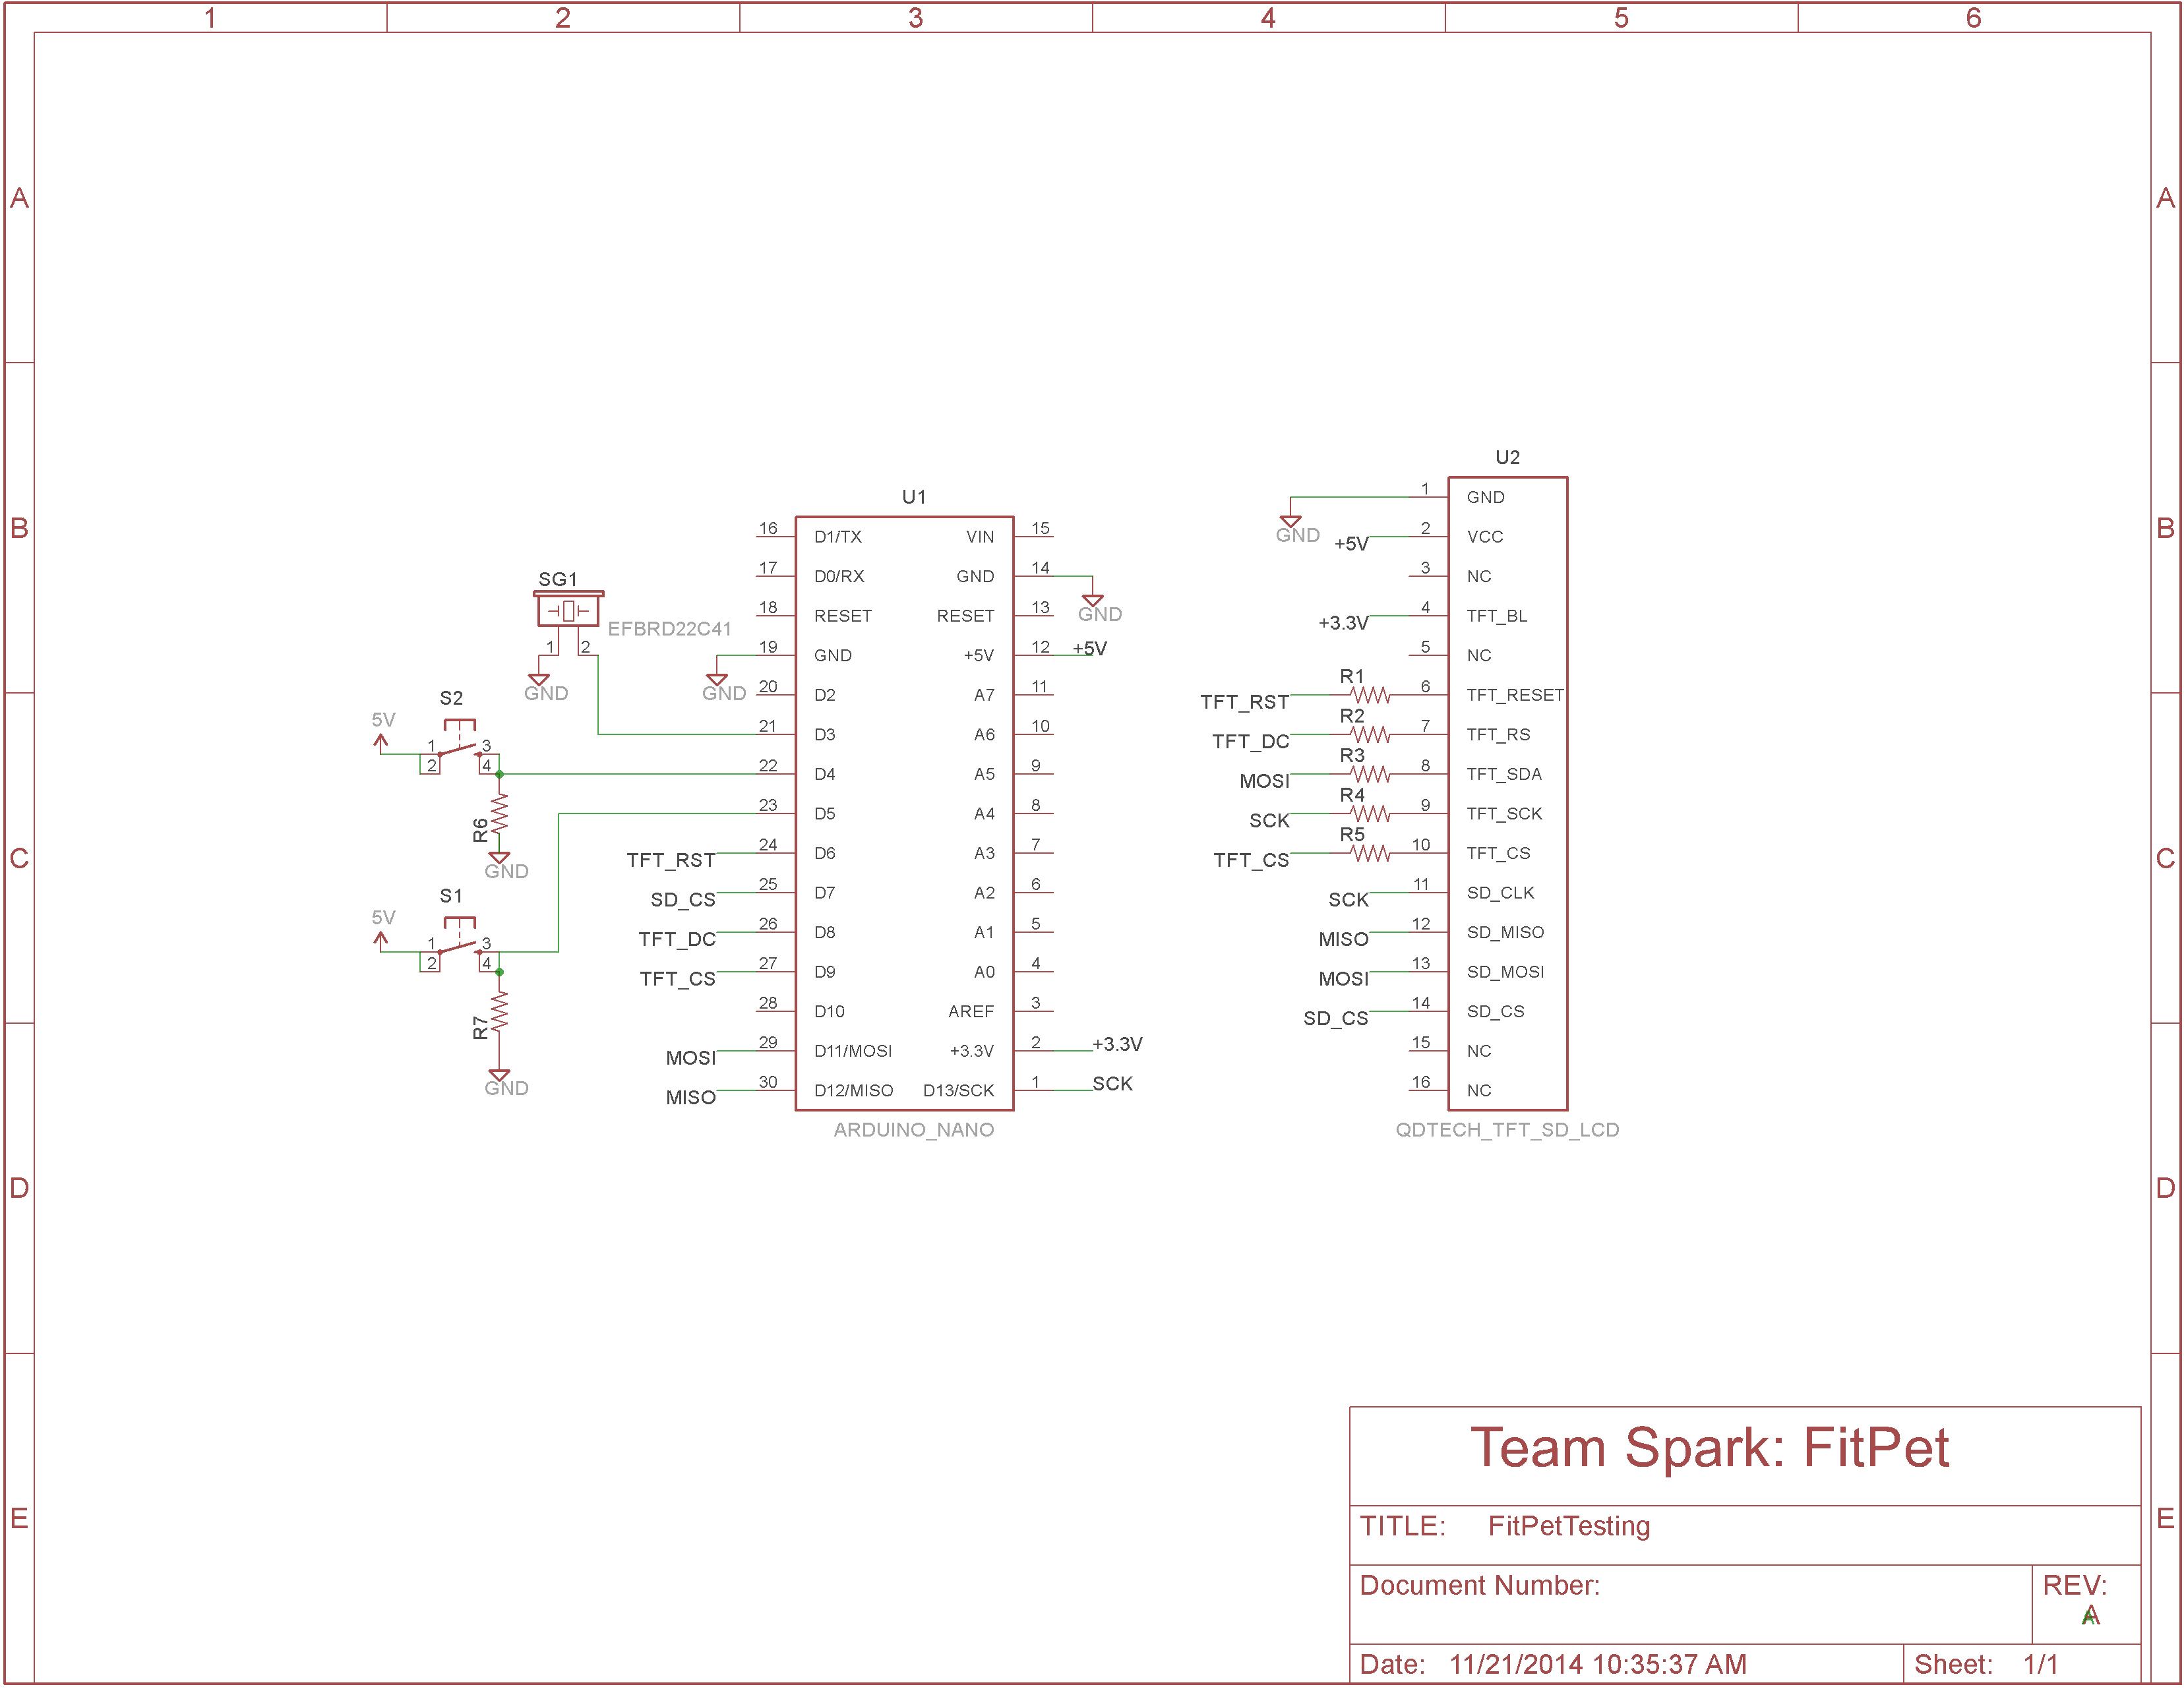 1 2 3 4 5 6
A A
B B
C C
D D
E E
SG1
EFBRD22C41
1 2
GND
S2
5V
1 3
2 4
R6
GND
S1
5V
1 3
2 4
R7
GND
U1
16 D1/TX VIN 15
17 D0/RX GND 14
GND
18 RESET RESET 13
19 GND +5V 12 +5V
GND
20 D2 A7 11
21 D3 A6 10
22 D4 A5 9
23 D5 A4 8
TFT_RST 24 D6 A3 7
SD_CS 25 D7 A2 6
TFT_DC 26 D8 A1 5
TFT_CS 27 D9 A0 4
28 D10 AREF 3
MOSI 29 D11/MOSI +3.3V 2 +3.3V
MISO 30 D12/MISO D13/SCK 1 SCK
ARDUINO_NANO
U2
1 GND
GND
+5V 2 VCC
3 NC
+3.3V 4 TFT_BL
5 NC
TFT_RST R1 6 TFT_RESET
TFT_DC R2 7 TFT_RS
MOSI R3 8 TFT_SDA
SCK R4 9 TFT_SCK
TFT_CS R5 10 TFT_CS
SCK 11 SD_CLK
MISO 12 SD_MISO
MOSI 13 SD_MOSI
SD_CS 14 SD_CS
15 NC
16 NC
QDTECH_TFT_SD_LCD
Team Spark: FitPet
TITLE: FitPetTesting
Document Number:
REV:
A
Date: 11/21/2014 10:35:37 AM
Sheet: 1/1
1 2 3 4 5 6